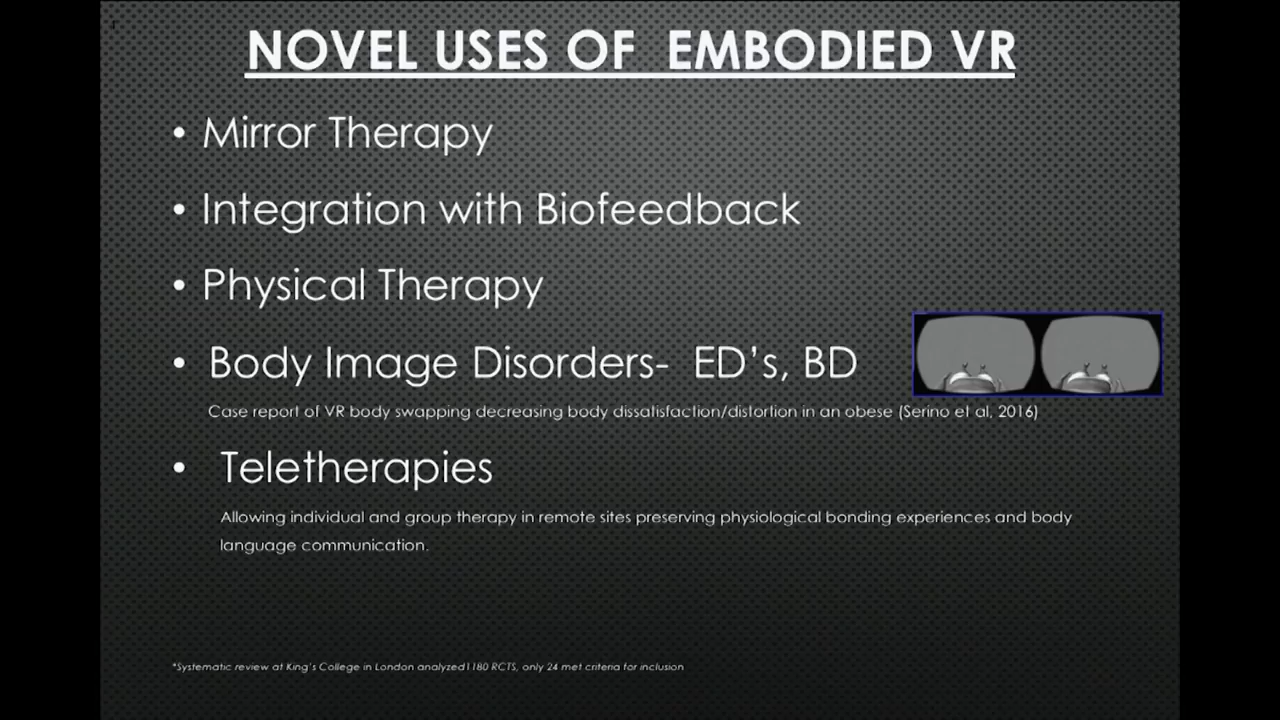 NOVEL USES OF EMBODIED VR
• Mirror Therapy
• Integration with Biofeedback
• Physical Therapy
• Body Image Disorders- ED's, BD
Case report of VR body swapping decreasing body dissatisfaction/distortion in an obese (Serino et al, 2016)
• Teletherapies
Allowing individual and group therapy in remote sites preserving physiological bonding experiences and body
language communication.
*Systematic review at King's College in London analyzed1180 RCTS, only 24 met criteria for inclusion